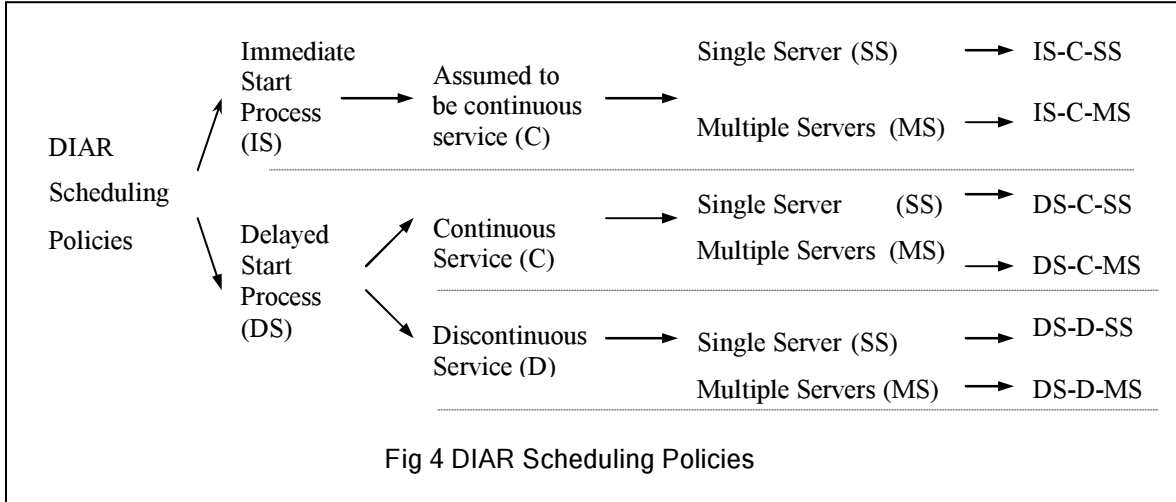 DIAR
Scheduling
Policies
Immediate
Start
Process
(IS)
Assumed to
be continuous
service (C)
Single Server (SS)
IS-C-SS
Multiple Servers (MS)
IS-C-MS
Delayed
Start
Process
(DS)
Continuous
Service (C)
Single Server (SS)
DS-C-SS
Multiple Servers (MS)
DS-C-MS
Discontinuous
Service (D)
Single Server (SS)
DS-D-SS
Multiple Servers (MS)
DS-D-MS
Fig 4 DIAR Scheduling Policies